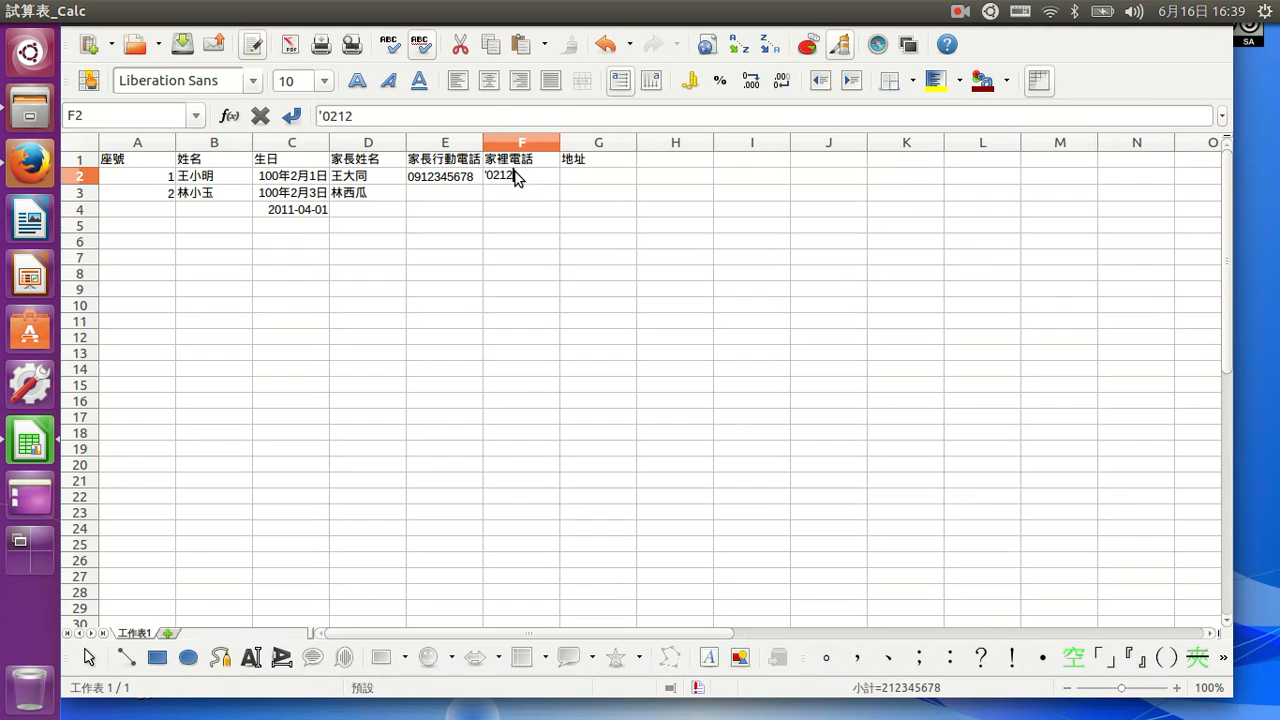 試算表_Calc
6月16日 16:39
SA
Liberation Sans
10
F2
'0212
A B C D E F G H I J K L M N O
1 座號 姓名 生日 家長姓名 家長行動電話 家裡電話 地址
2 1 王小明 100年2月1日 王大同 0912345678 '0212
3 2 林小玉 100年2月3日 林西瓜
4 2011-04-01
5
6
7
8
9
10
11
12
13
14
15
16
17
18
19
20
21
22
23
24
25
26
27
28
29
30
工作表1
空 「」 『』 () 夾
工作表 1 / 1 預設 小計=212345678 100%